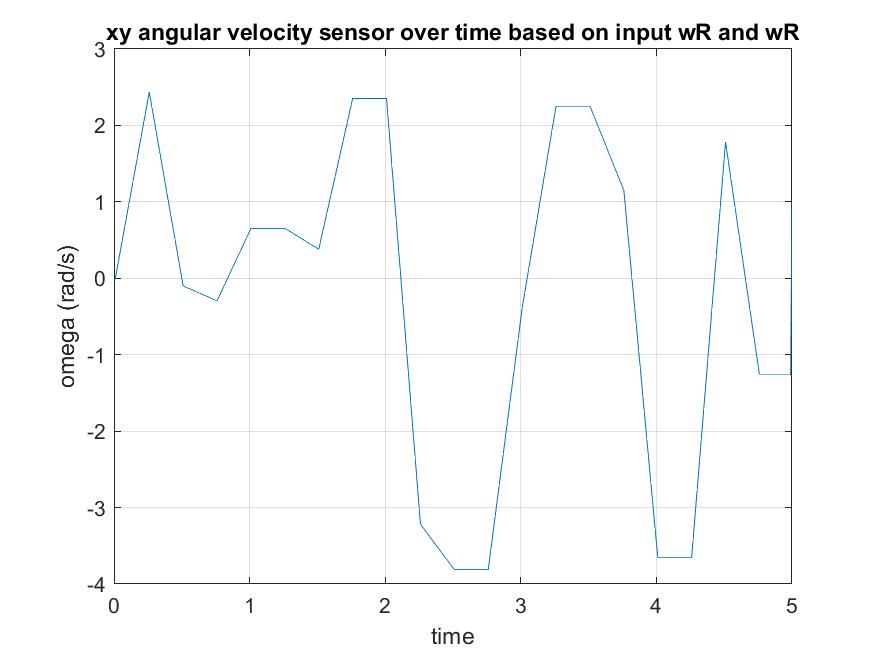 xy angular velocity sensor over time based on input wR and wR
3
2
1
0
-1
-2
-3
-4
omega (rad/s)
0 1 2 3 4 5
time